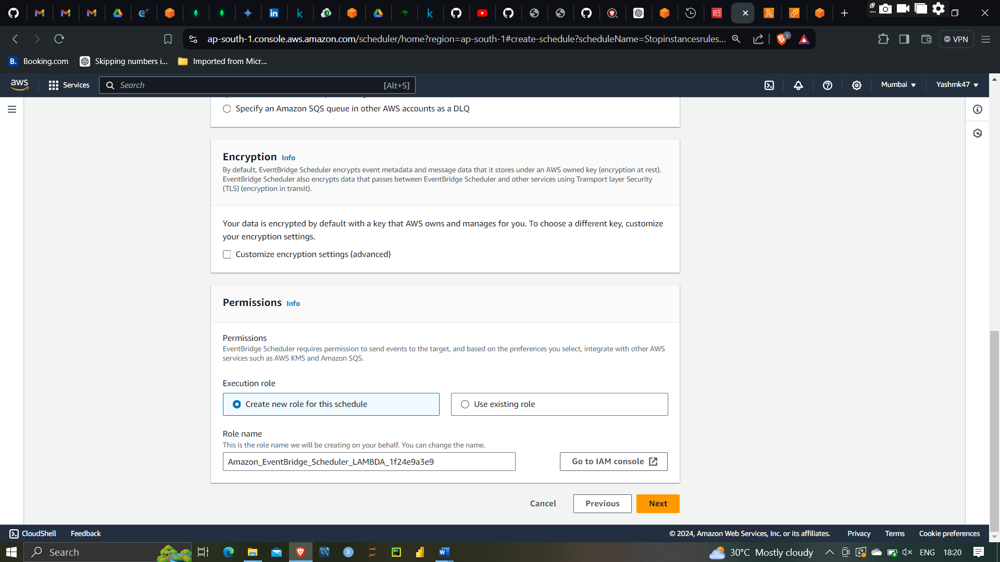 ap-south-1.console.aws.amazon.com/scheduler/home?region=ap-south-1#create-schedule?scheduleName=Stopinstancesrules...
1
VPN
B. Booking.com
Skipping numbers i...
Imported from Micr...
aws
Services
Search
[Alt+S]
Mumbai
Yashmk47
Specify an Amazon SQS queue in other AWS accounts as a DLQ
Encryption Info
By default, EventBridge Scheduler encrypts event metadata and message data that it stores under an AWS owned key (encryption at rest).
EventBridge Scheduler also encrypts data that passes between EventBridge Scheduler and other services using Transport layer Security
(TLS) (encryption in transit).
Your data is encrypted by default with a key that AWS owns and manages for you. To choose a different key, customize
your encryption settings.
Customize encryption settings (advanced)
Permissions Info
Permissions
EventBridge Scheduler requires permission to send events to the target, and based on the preferences you select, integrate with other AWS
services such as AWS KMS and Amazon SQS.
Execution role
Create new role for this schedule
Use existing role
Role name
This is the role name we will be creating on your behalf. You can change the name.
Amazon_EventBridge_Scheduler_LAMBDA_1f24e9a3e9
Go to IAM console
Cancel
Previous
Next
CloudShell
Feedback
© 2024, Amazon Web Services, Inc. or its affiliates.
Privacy
Terms
Cookie preferences
Search
30°C Mostly cloudy
ENG
18:20